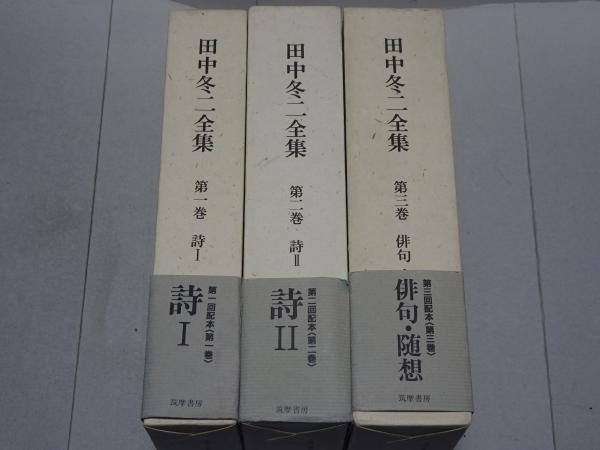 田中冬二全集
第一巻 詩Ⅰ
第一回配本〈第一巻〉
詩Ⅰ
筑摩書房
田中冬二全集
第二巻 詩Ⅱ
第二回配本〈第二巻〉
詩II
筑摩書房
田中冬二全集
第三巻 俳句・
第三回配本〈第三巻〉
俳句・随想
筑摩書房